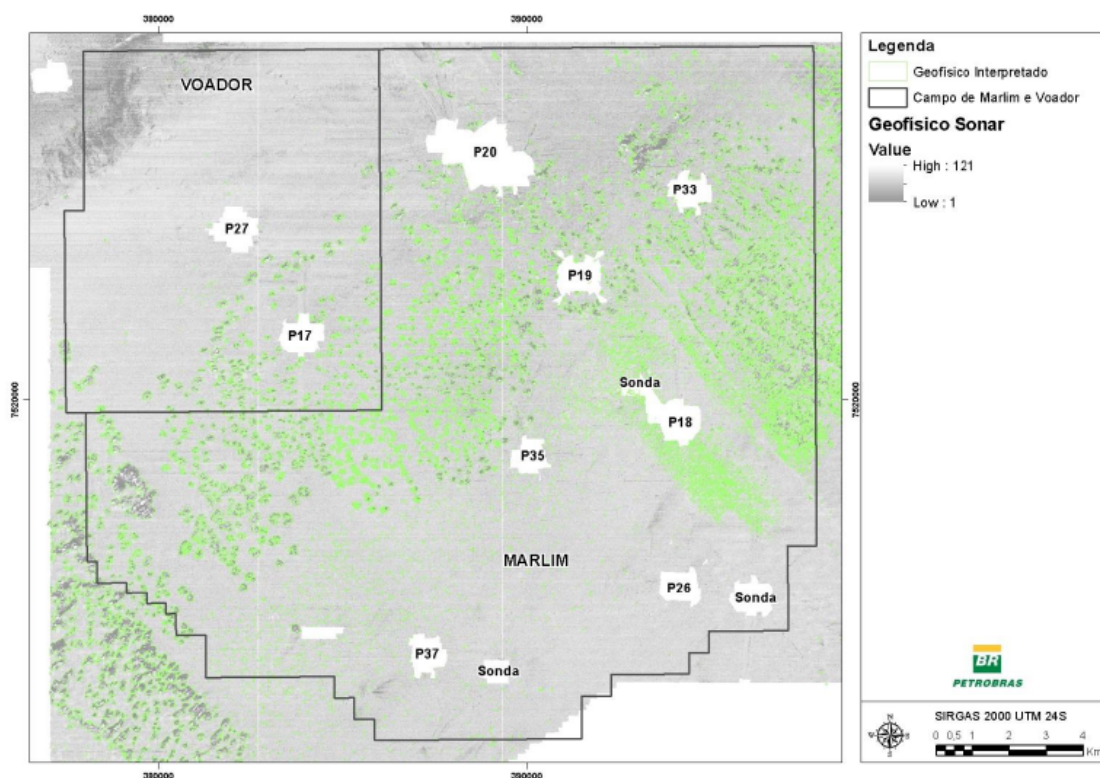 380000
390000
VOADOR
P20
P33
P27
P19
P17
Sonda
7520000
7520000
P18
P35
MARLIM
P26
Sonda
P37
Sonda
380000
390000
Legenda
Geofísico Interpretado
Campo de Marlim e Voador
Geofísico Sonar
Value
High : 121
Low : 1
BR
PETROBRAS
SIRGAS 2000 UTM 24S
N
W
E
S
0 0,5 1 2 3 4
Km